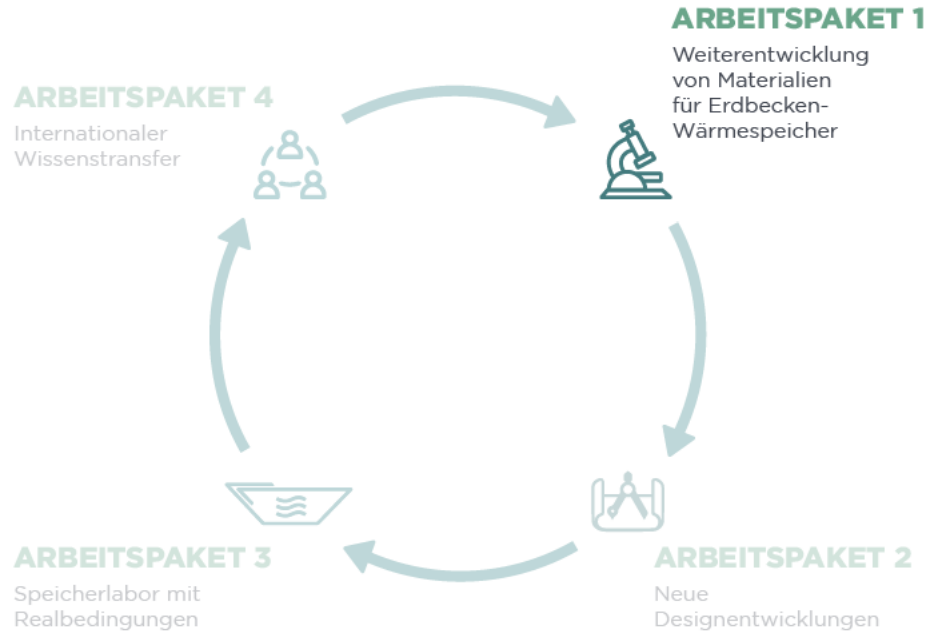 ARBEITSPAKET 1
Weiterentwicklung
von Materialien
für Erdbecken-
Wärmespeicher
ARBEITSPAKET 4
Internationaler
Wissenstransfer
ARBEITSPAKET 3
Speicherlabor mit
Realbedingungen
ARBEITSPAKET 2
Neue
Designentwicklungen